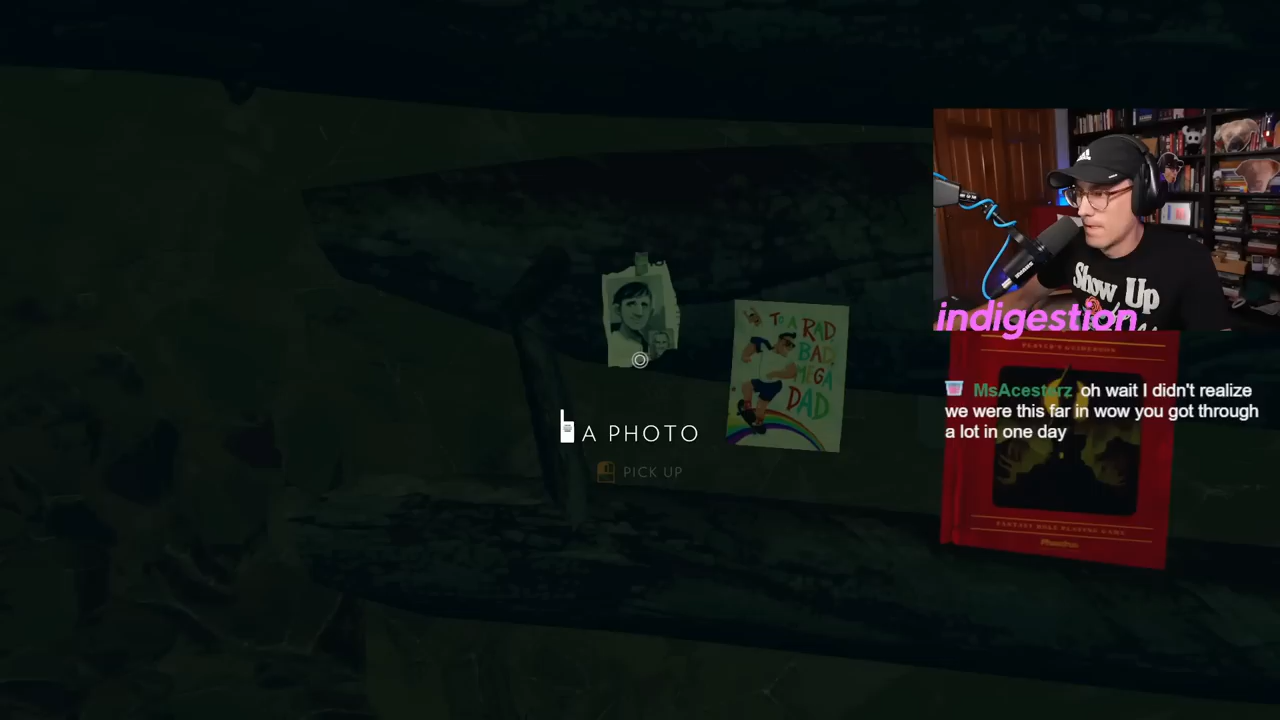 TO A RAD
BAD
MEGA
DAD
A PHOTO
PICK UP
Show Up
indigestion
PLAYER'S GUIDEBOOK
MsAcesterz oh wait I didn't realize
we were this far in wow you got through
a lot in one day
FANTASY ROLE PLAYING GAME